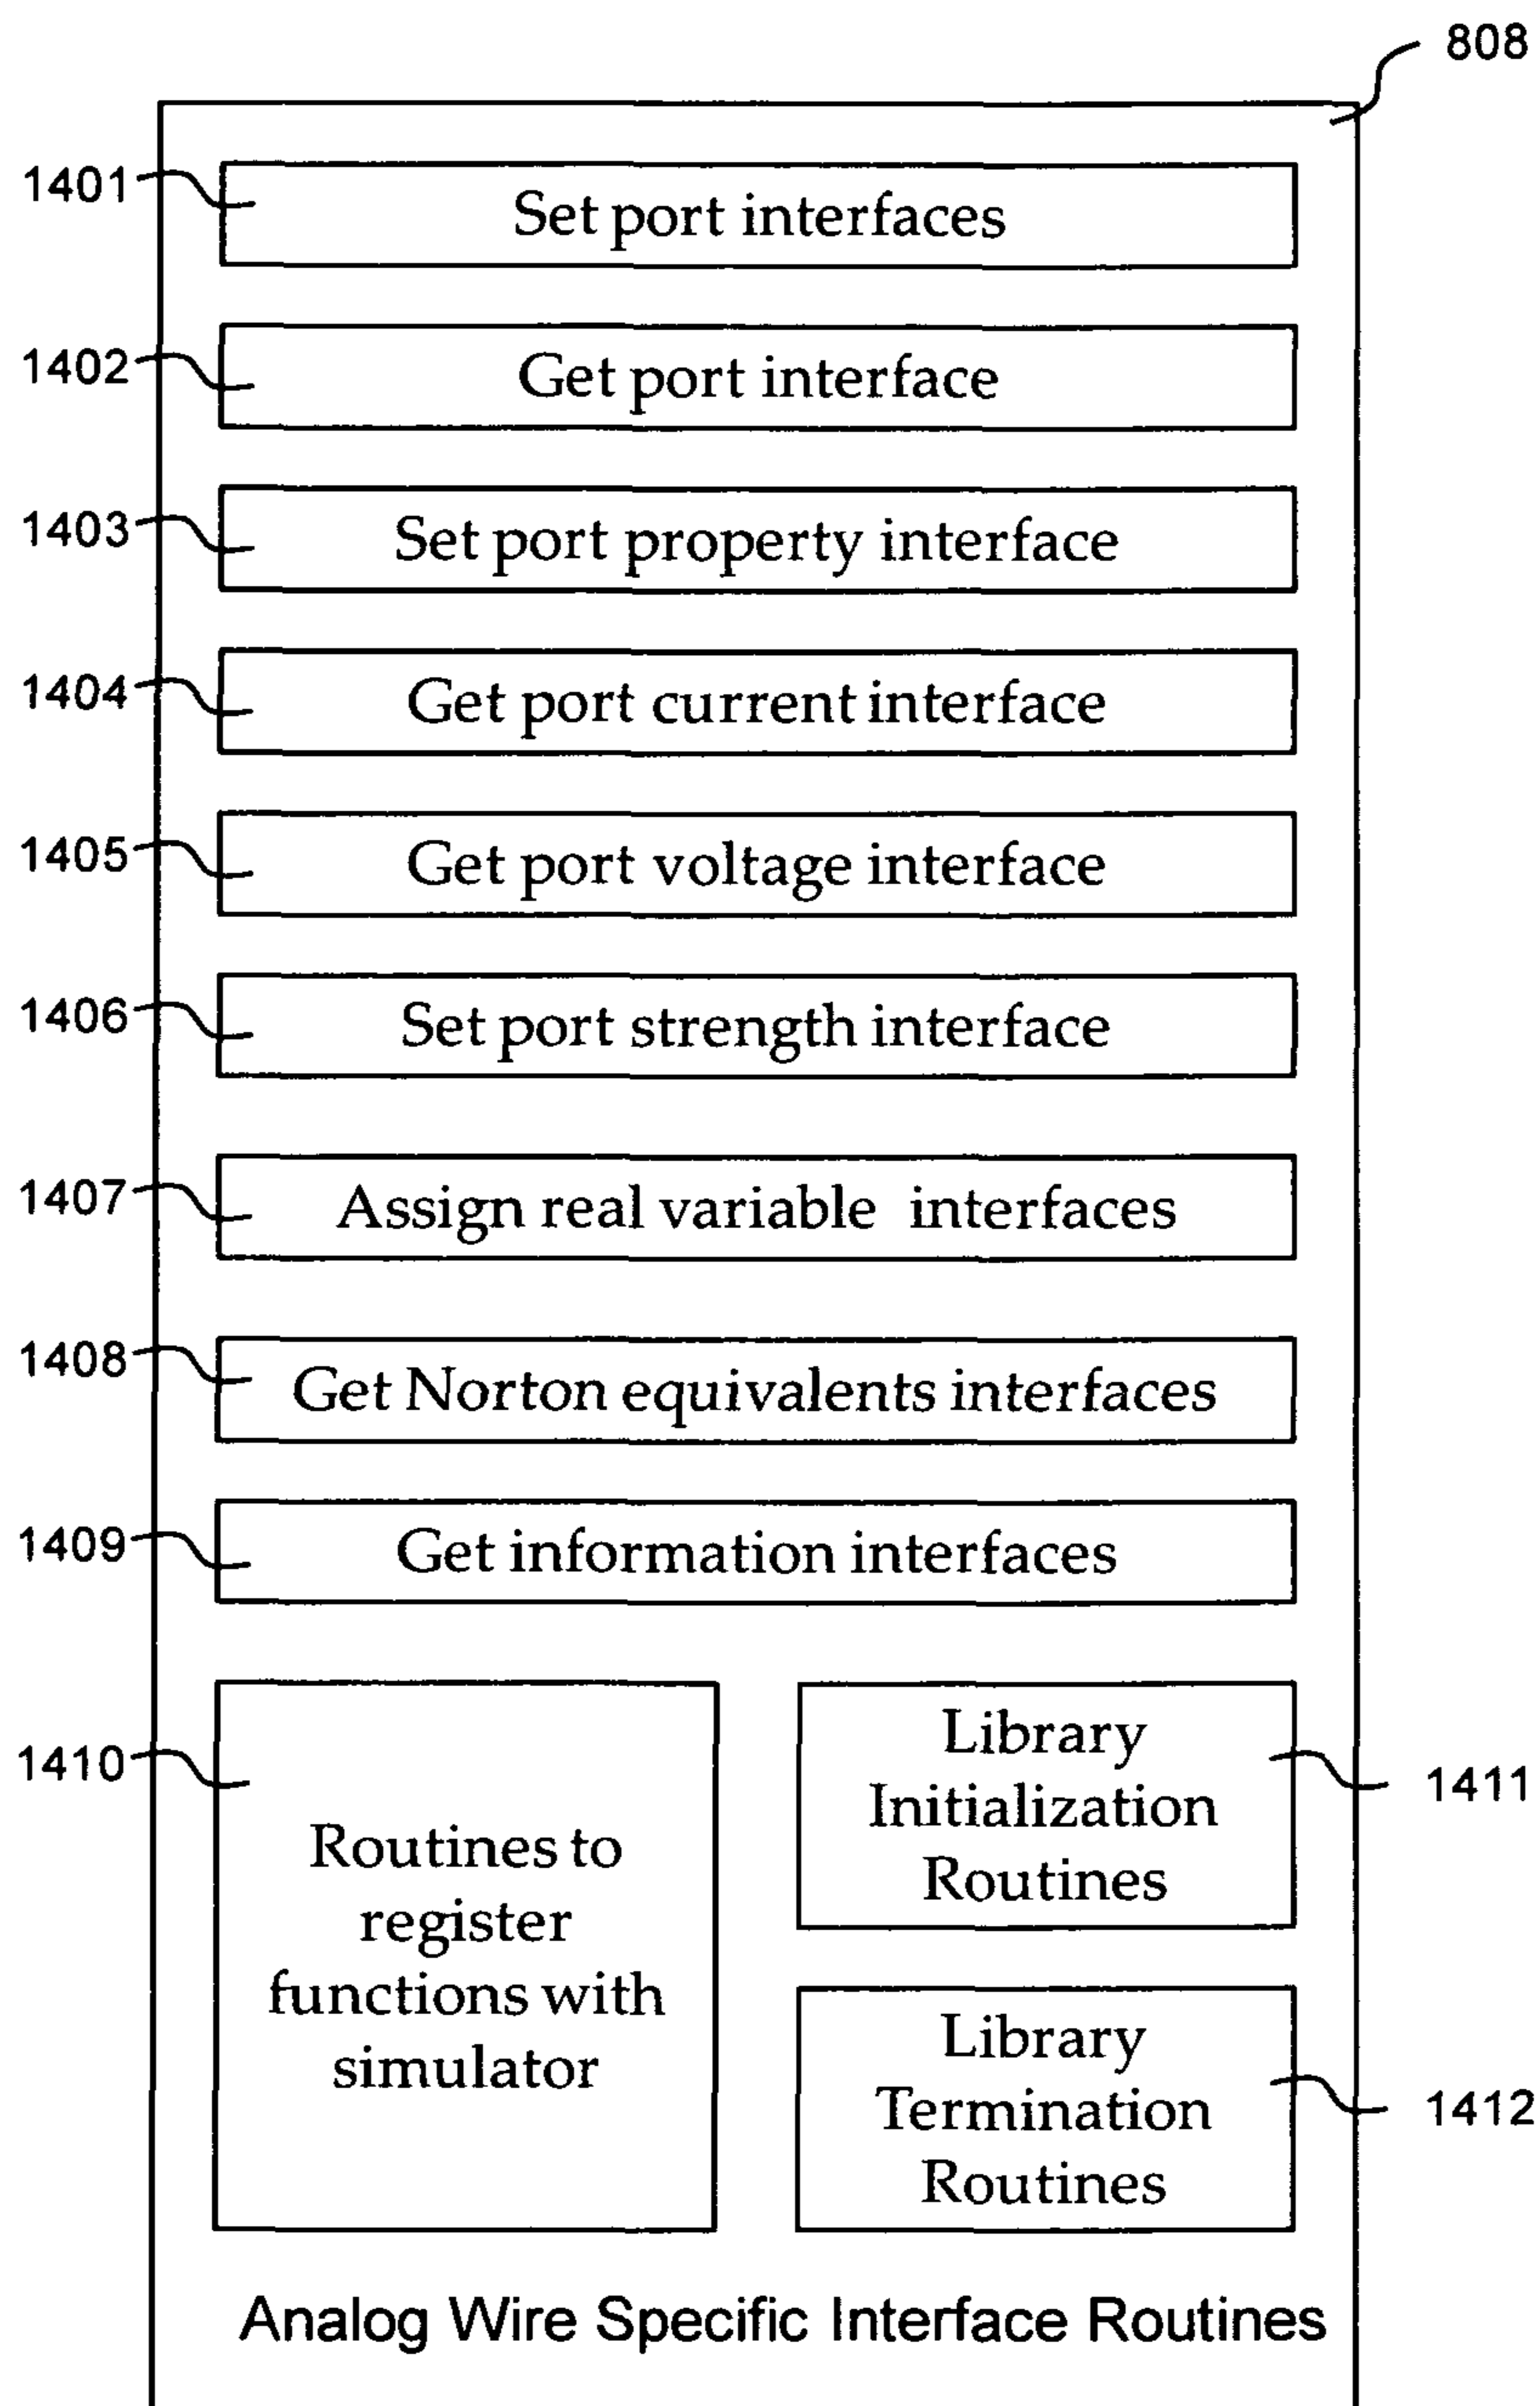 808
1401
Set port interfaces
1402
Get port interface
1403
Set port property interface
1404
Get port current interface
1405
Get port voltage interface
1406
Set port strength interface
1407
Assign real variable interfaces
1408
Get Norton equivalents interfaces
1409
Get information interfaces
1410
Routines to
register
functions with
simulator
Library
Initialization
Routines
1411
Library
Termination
Routines
1412
Analog Wire Specific Interface Routines